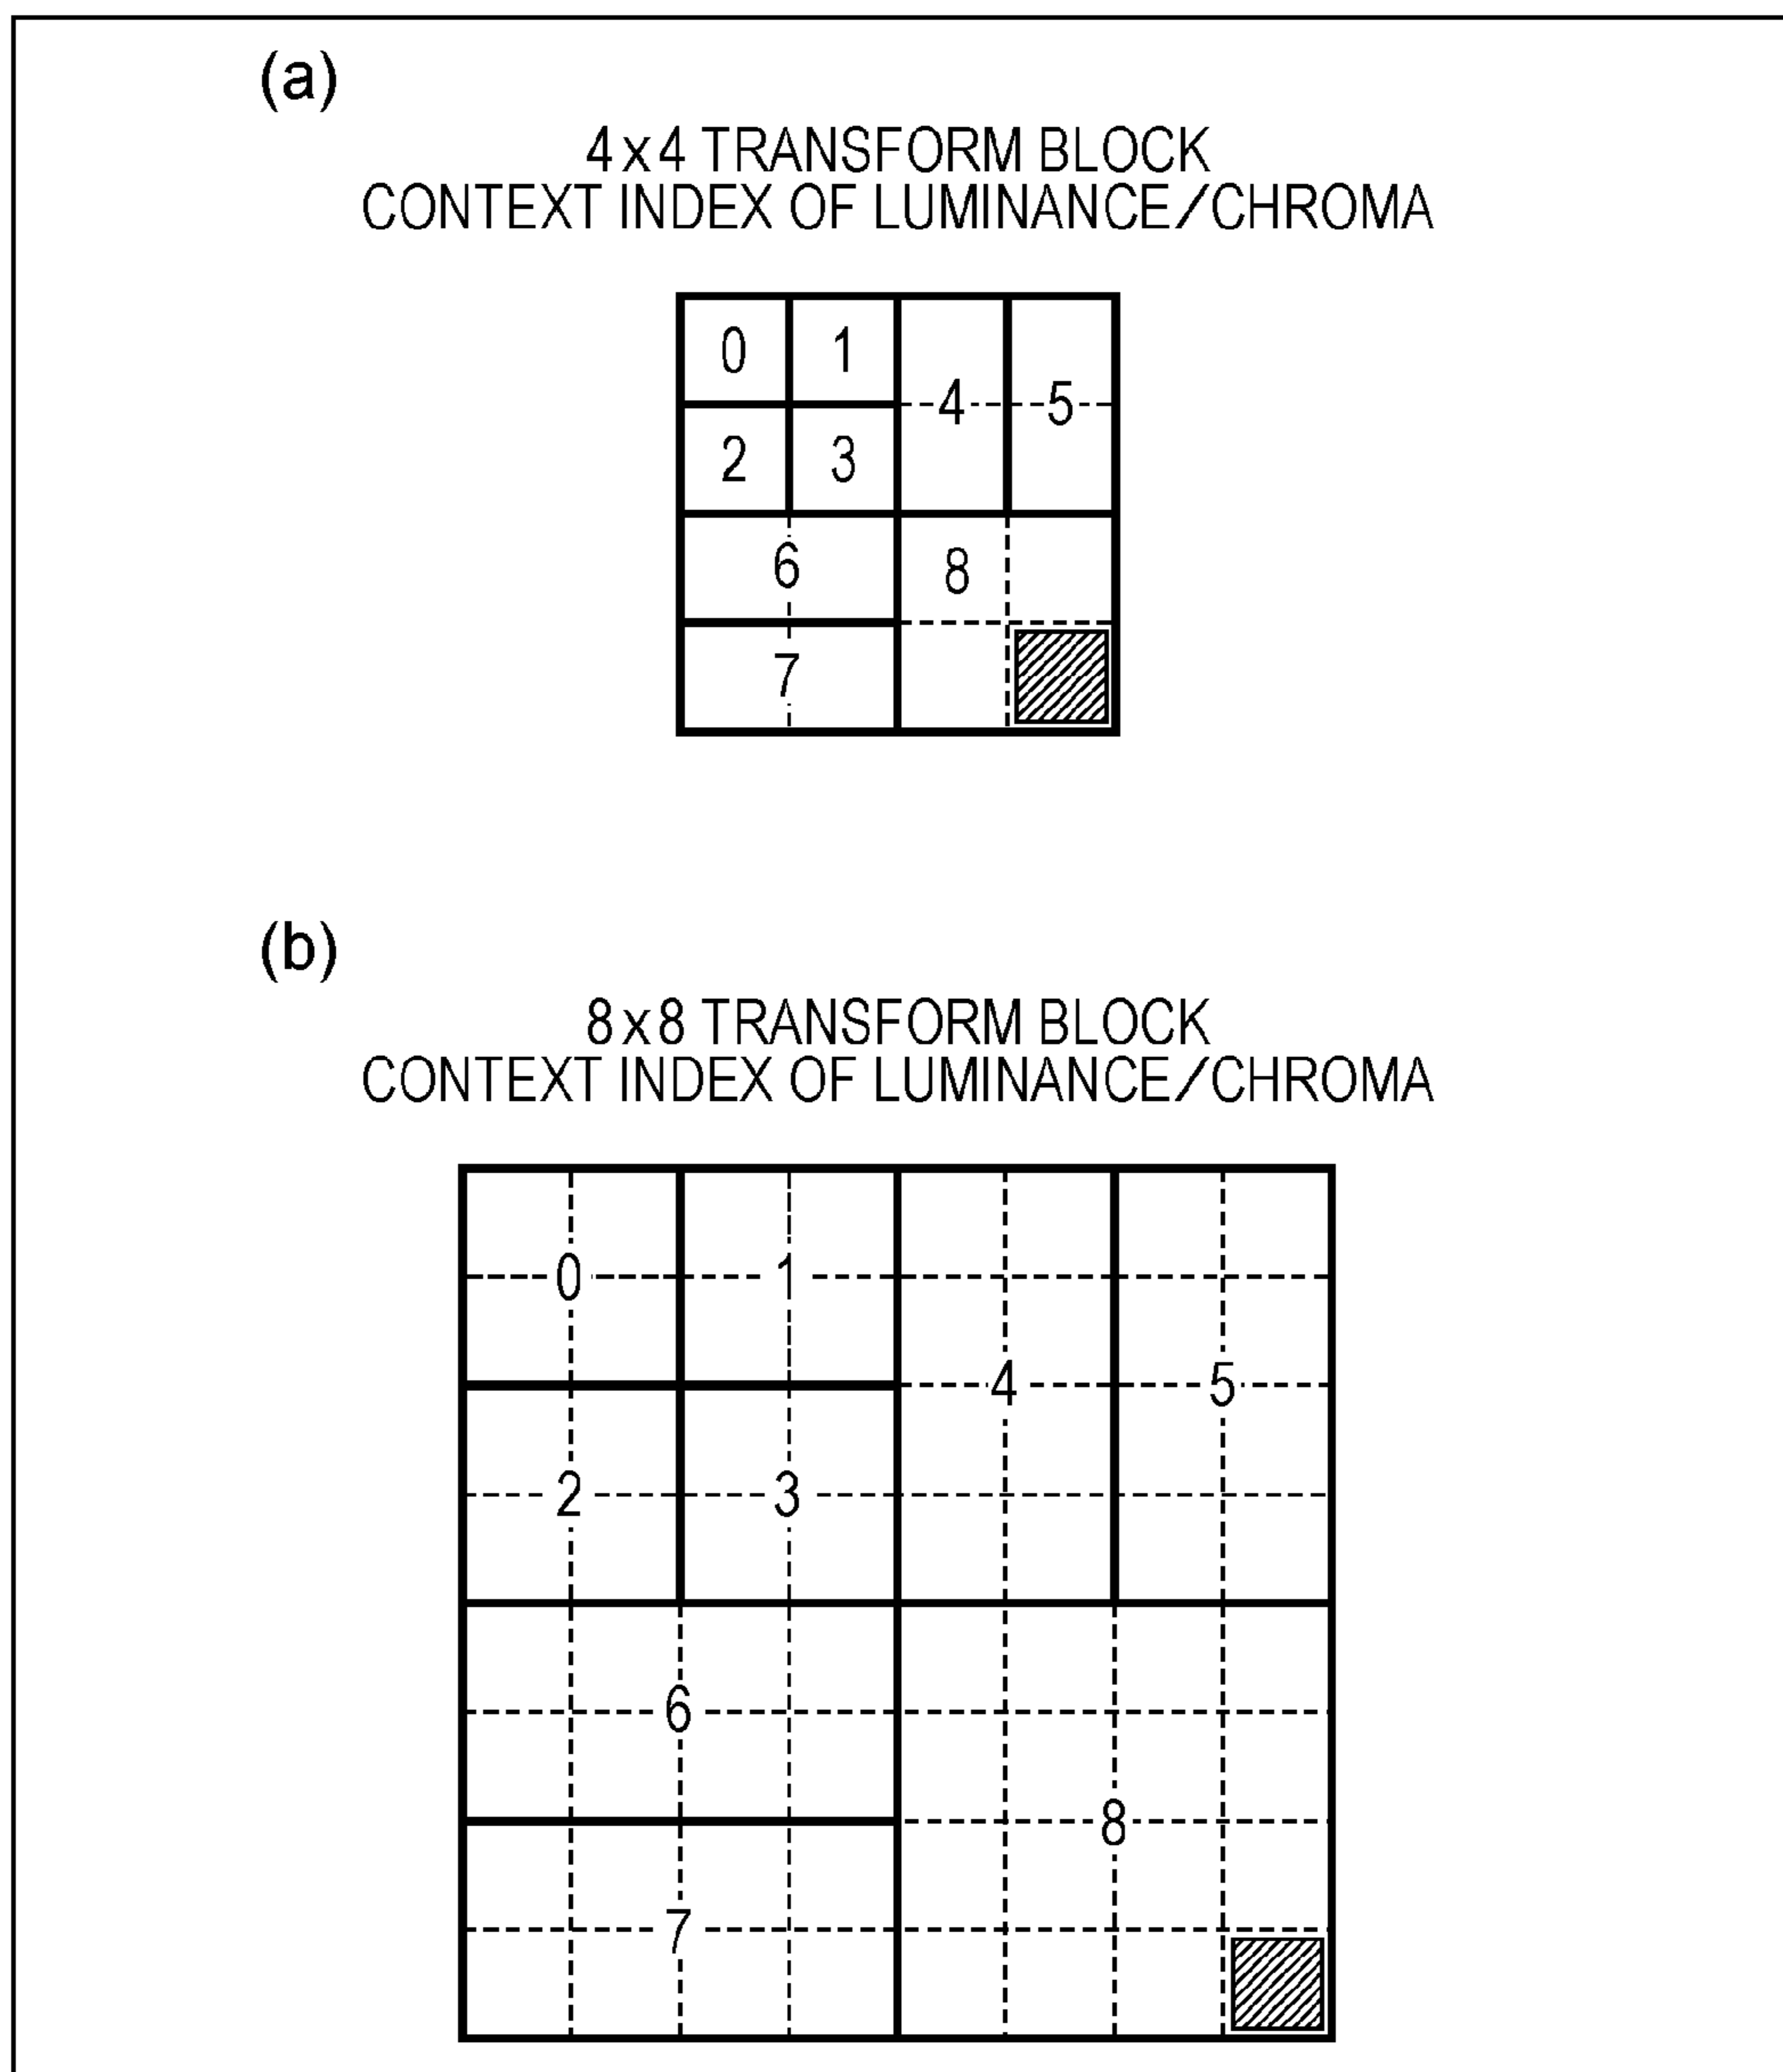 (a)
4x4 TRANSFORM BLOCK
CONTEXT INDEX OF LUMINANCE/CHROMA
0 1
4 5
2 3
6 8
7
(b)
8x8 TRANSFORM BLOCK
CONTEXT INDEX OF LUMINANCE/CHROMA
0 1
4 5
2 3
6
8
7